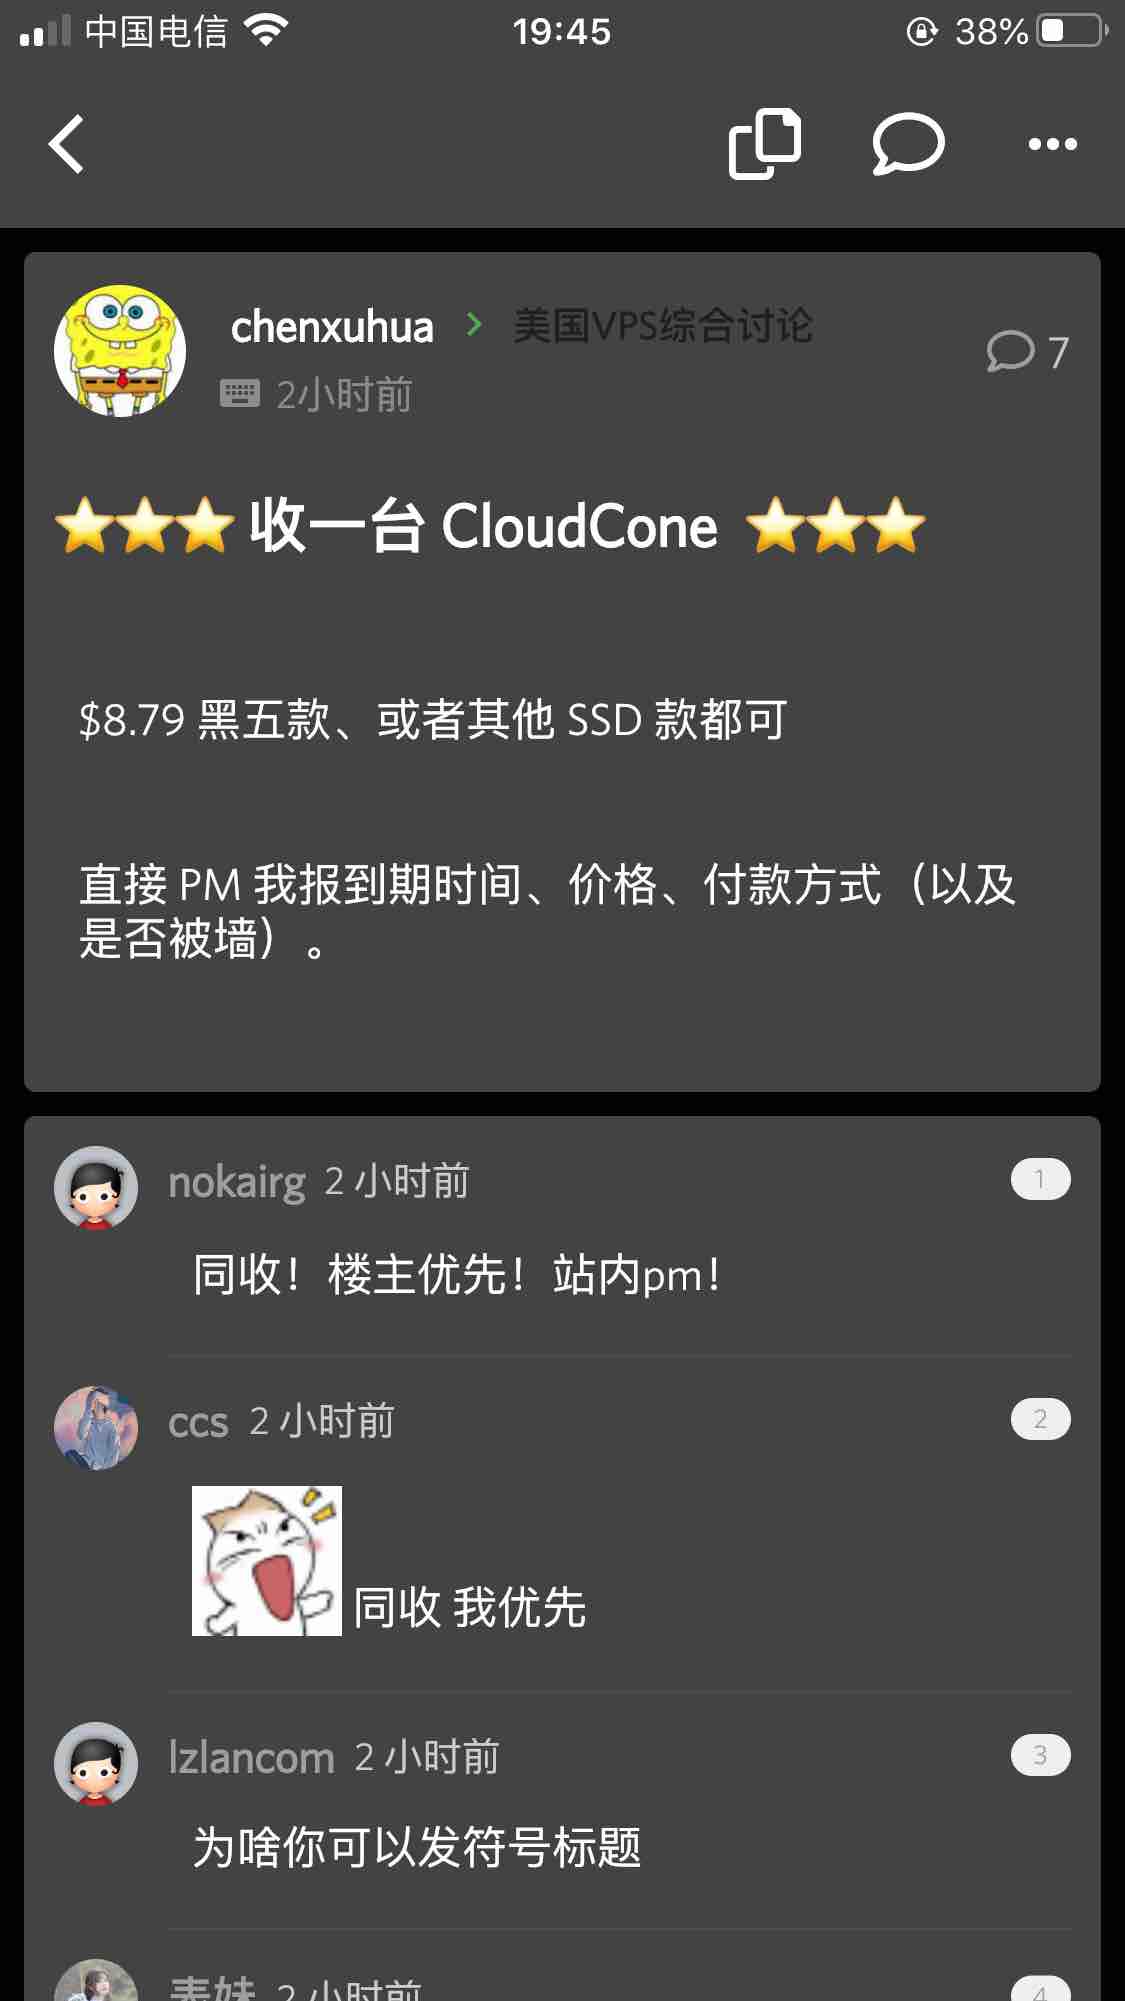 中国电信
19:45
38%
chenxuhua
美国VPS综合讨论
7
2小时前
⭐⭐⭐ 收一台 CloudCone ⭐⭐⭐
$8.79 黑五款、或者其他 SSD 款都可
直接 PM 我报到期时间、价格、付款方式（以及
是否被墙）。
nokairg 2 小时前
1
同收！楼主优先！站内pm！
ccs 2 小时前
2
同收 我优先
lzlancom 2 小时前
3
为啥你可以发符号标题
表妹 2 小时前
4